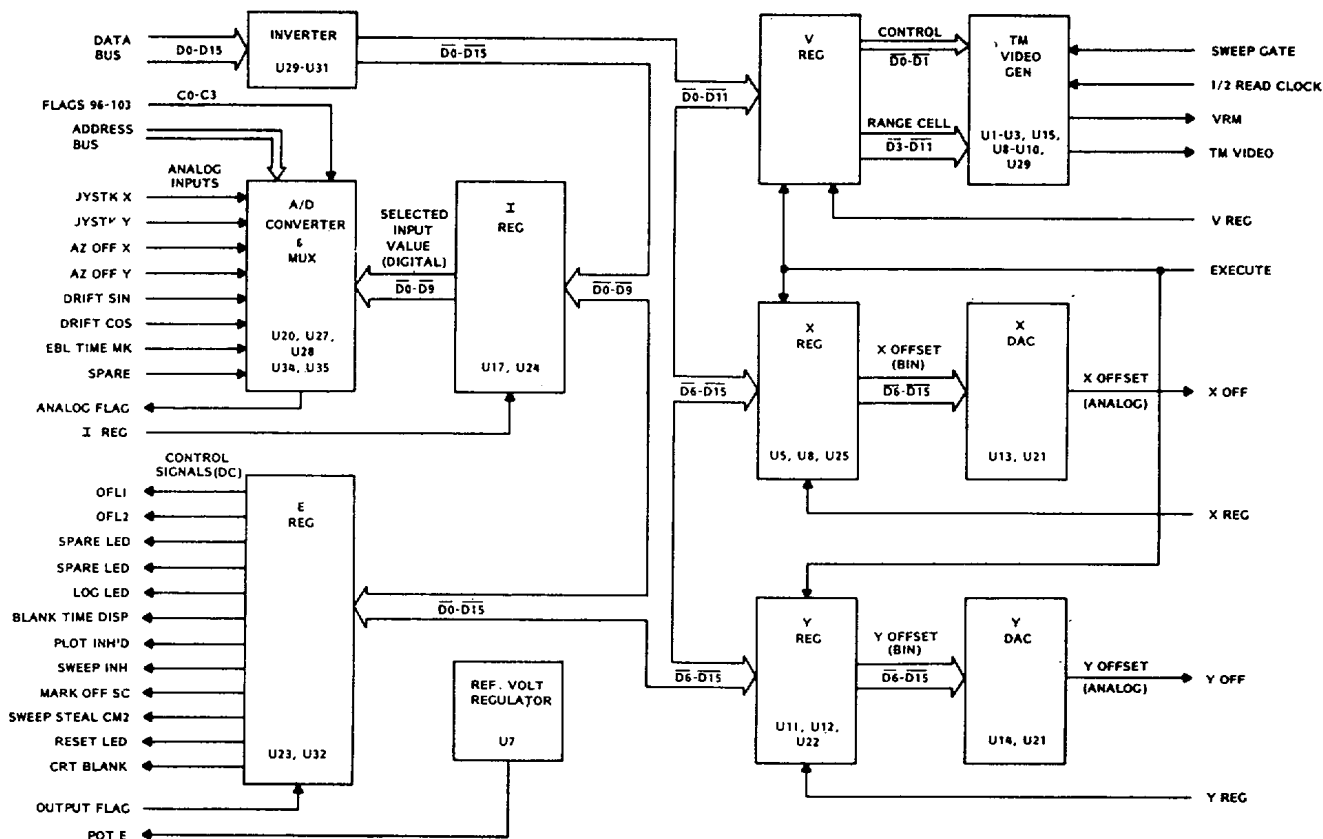 DATA
BUS
D0-D15
INVERTER
U29-U31
D0-D15
FLAGS 96-103
C0-C3
ADDRESS
BUS
ANALOG
INPUTS
JYSTK X
JYSTK Y
AZ OFF X
AZ OFF Y
DRIFT SIN
DRIFT COS
EBL TIME MK
SPARE
ANALOG FLAG
I REG
A/D
CONVERTER
&
MUX
U20, U27,
U28
U34, U35
SELECTED
INPUT
VALUE
(DIGITAL)
D0-D9
I
REG
U17, U24
D0-D9
CONTROL
SIGNALS(DC)
OFL1
OFL2
SPARE LED
SPARE LED
LOG LED
BLANK TIME DISP
PLOT INH'D
SWEEP INH
MARK OFF SC
SWEEP STEAL CM2
RESET LED
CRT BLANK
OUTPUT FLAG
POT E
E
REG
U23, U32
D0-D15
REF. VOLT
REGULATOR
U7
D0-D11
V
REG
CONTROL
D0-D1
RANGE CELL
D3-D11
TM
VIDEO
GEN
U1-U3, U15,
U8-U10,
U29
SWEEP GATE
1/2 READ CLOCK
VRM
TM VIDEO
V REG
EXECUTE
D6-D15
X
REG
U5, U8, U25
X OFFSET
(BIN)
D6-D15
X
DAC
U13, U21
X OFFSET
(ANALOG)
X OFF
X REG
D6-D15
Y
REG
U11, U12,
U22
Y OFFSET
(BIN)
D6-D15
Y
DAC
U14, U21
Y OFFSET
(ANALOG)
Y OFF
Y REG